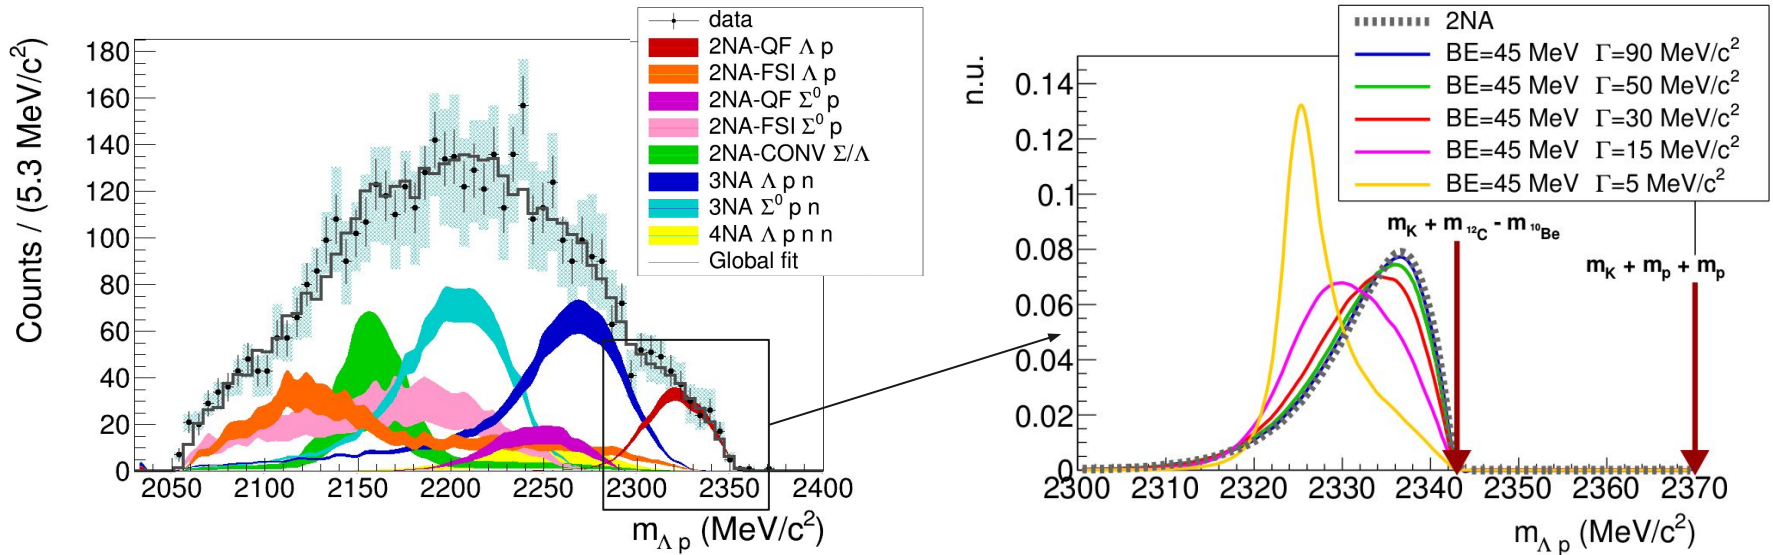 Counts / (5.3 MeV/c²)
180
160
140
120
100
80
60
40
20
0
2050 2100 2150 2200 2250 2300 2350 2400
m_Λ p (MeV/c²)
data
2NA-QF Λ p
2NA-FSI Λ p
2NA-QF Σ⁰ p
2NA-FSI Σ⁰ p
2NA-CONV Σ/Λ
3NA Λ p n
3NA Σ⁰ p n
4NA Λ p n n
Global fit
n.u.
0.14
0.12
0.1
0.08
0.06
0.04
0.02
0
2300 2310 2320 2330 2340 2350 2360 2370
m_Λ p (MeV/c²)
2NA
BE=45 MeV Γ=90 MeV/c²
BE=45 MeV Γ=50 MeV/c²
BE=45 MeV Γ=30 MeV/c²
BE=45 MeV Γ=15 MeV/c²
BE=45 MeV Γ=5 MeV/c²
m_K + m_¹²C - m_¹⁰Be
m_K + m_p + m_p